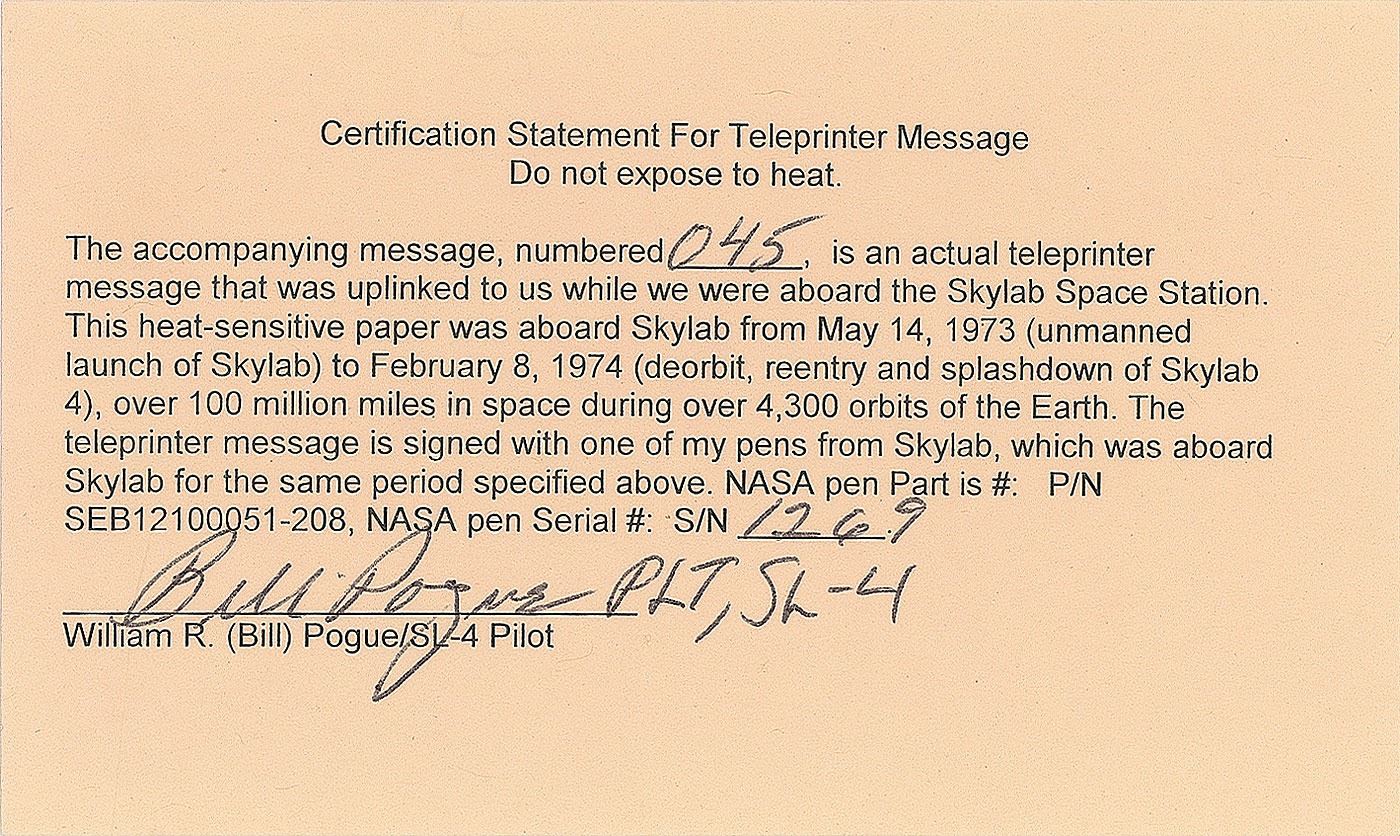 Certification Statement For Teleprinter Message
Do not expose to heat.
The accompanying message, numbered 045, is an actual teleprinter
message that was uplinked to us while we were aboard the Skylab Space Station.
This heat-sensitive paper was aboard Skylab from May 14, 1973 (unmanned
launch of Skylab) to February 8, 1974 (deorbit, reentry and splashdown of Skylab
4), over 100 million miles in space during over 4,300 orbits of the Earth. The
teleprinter message is signed with one of my pens from Skylab, which was aboard
Skylab for the same period specified above. NASA pen Part is #: P/N
SEB12100051-208, NASA pen Serial #: S/N 1269
Bill Pogue PLT, SL-4
William R. (Bill) Pogue/SL-4 Pilot